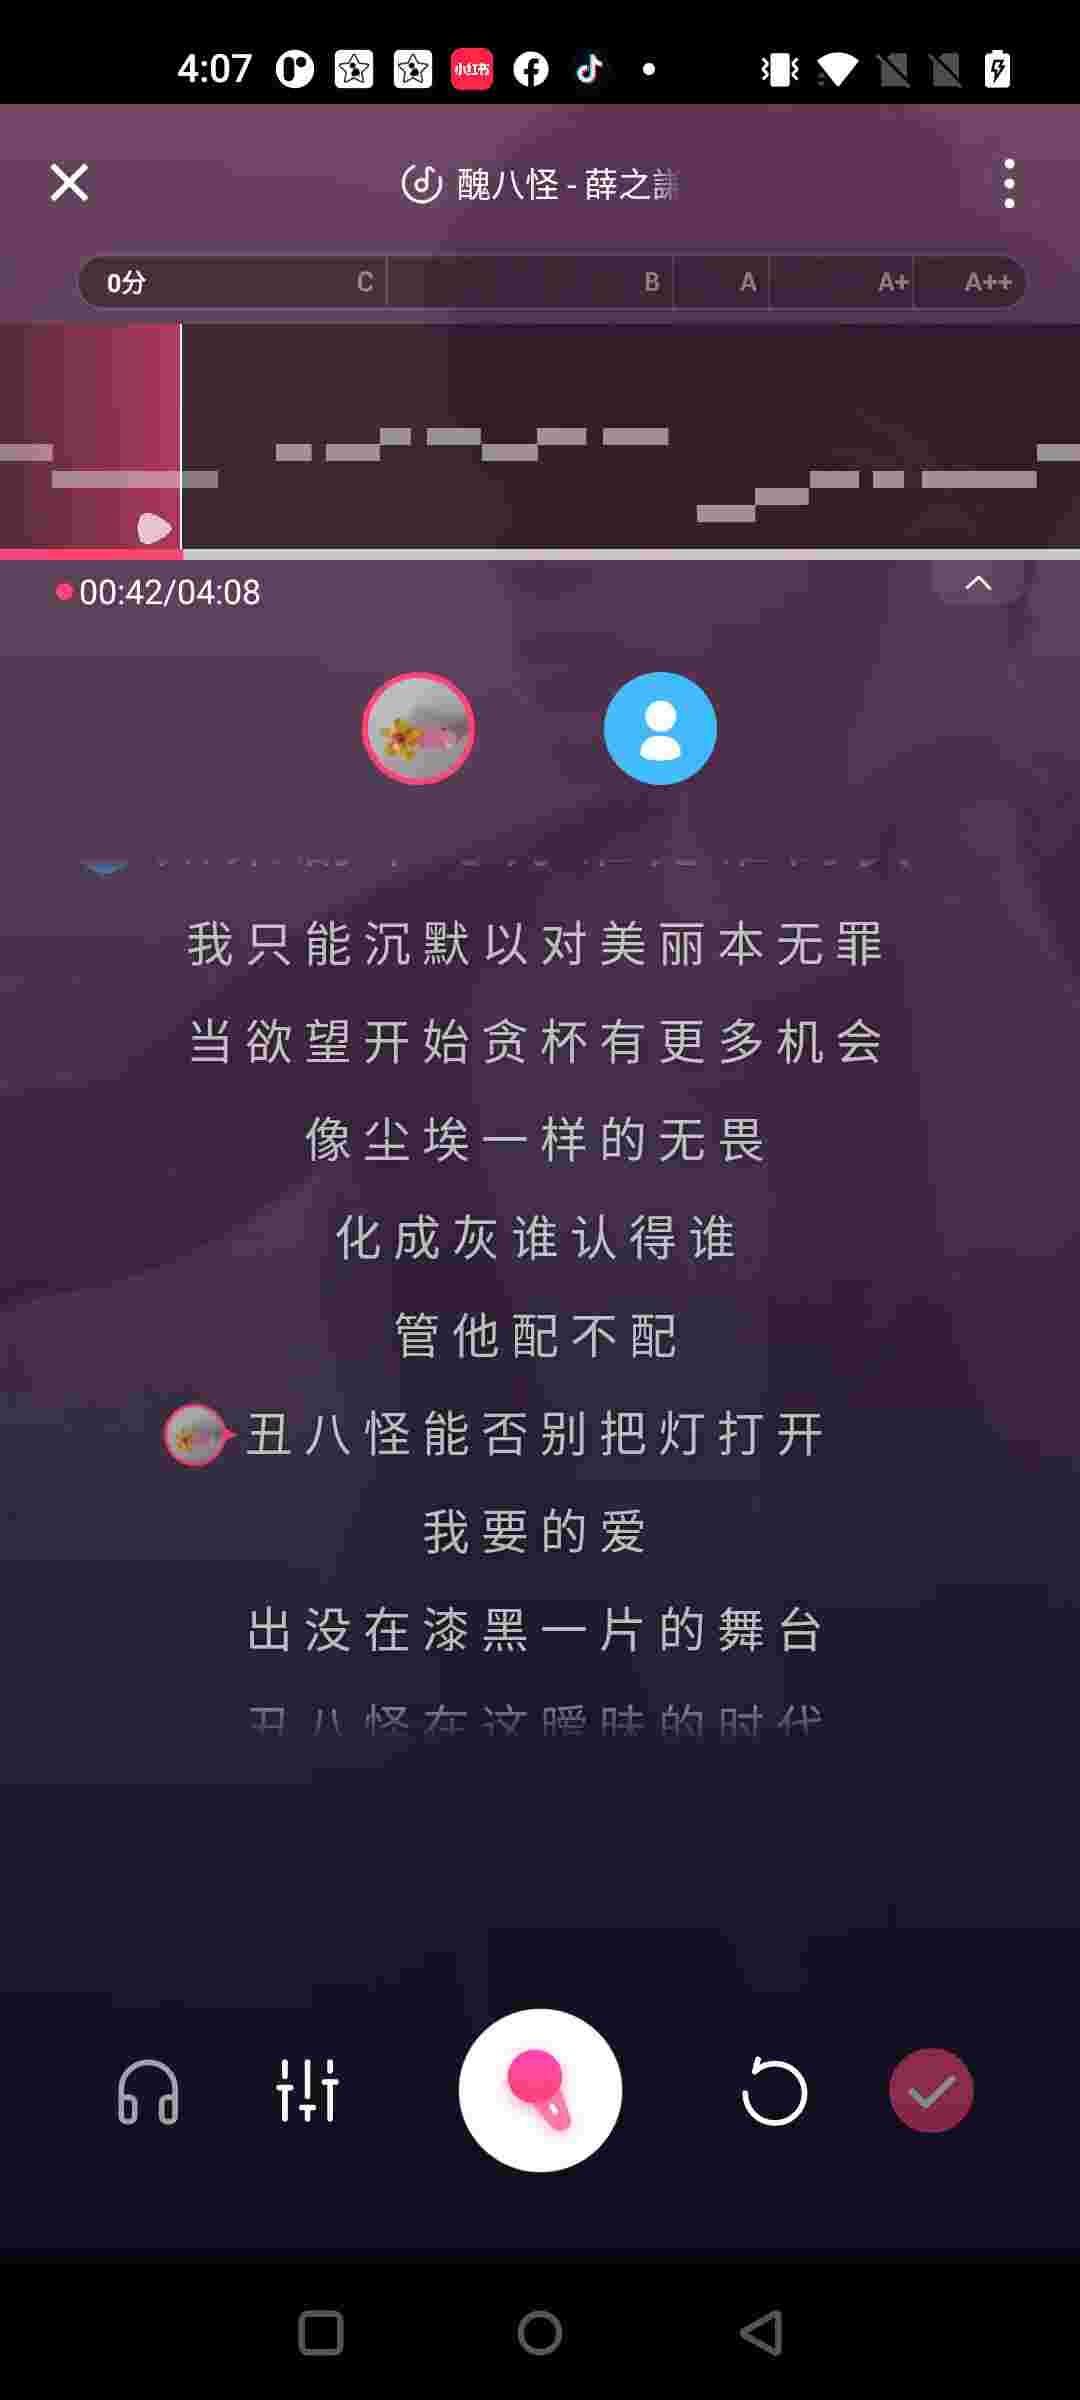 4:07
小红书
醜八怪 - 薛之謙
0分 C B A A+ A++
00:42/04:08
我只能沉默以对美丽本无罪
当欲望开始贪杯有更多机会
像尘埃一样的无畏
化成灰谁认得谁
管他配不配
丑八怪能否别把灯打开
我要的爱
出没在漆黑一片的舞台
丑八怪在这暧昧的时代